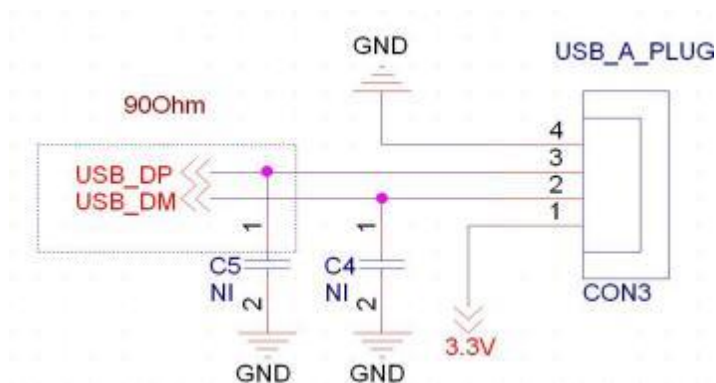 GND
USB_A_PLUG
90Ohm
4
3
2
1
USB_DP
USB_DM
1
1
C5
NI
C4
NI
2
2
CON3
3.3V
GND
GND